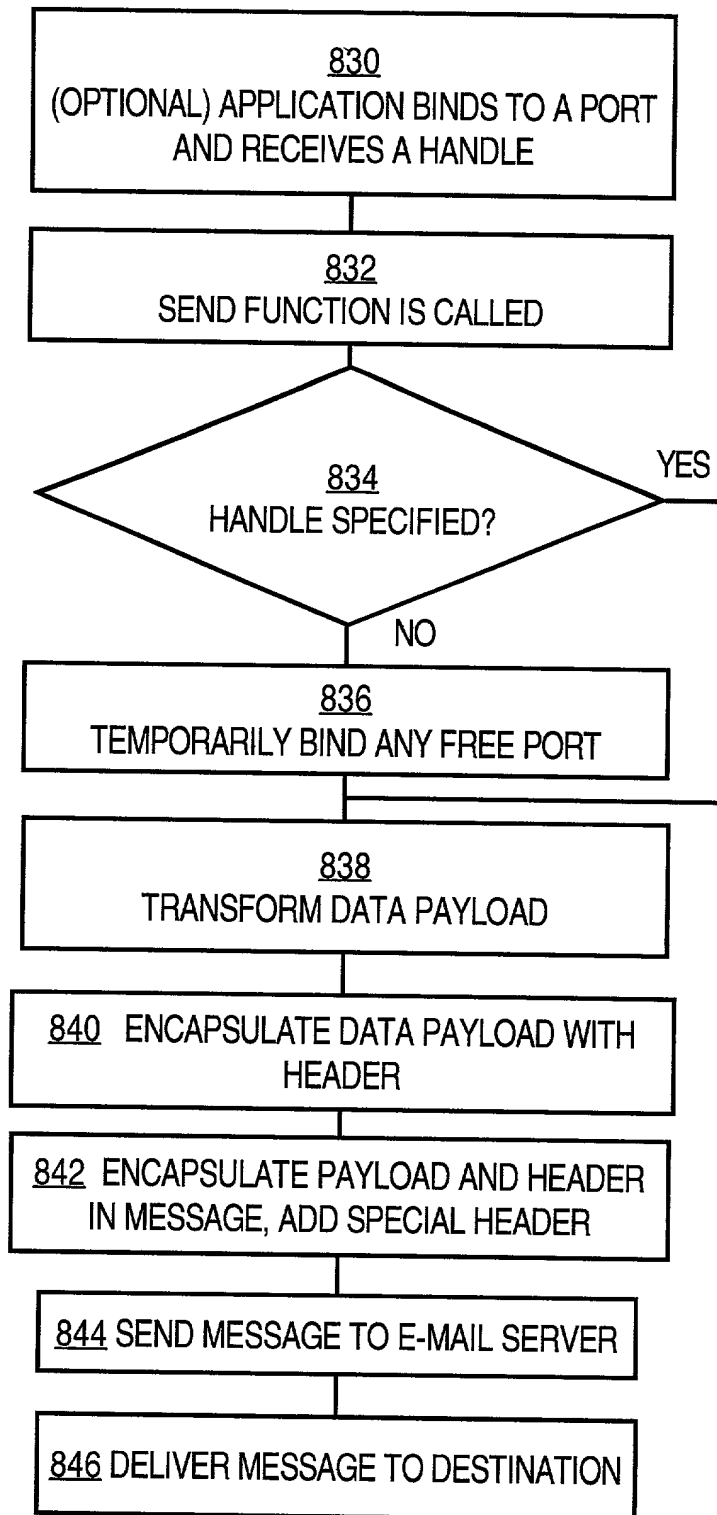 830
(OPTIONAL) APPLICATION BINDS TO A PORT
AND RECEIVES A HANDLE
832
SEND FUNCTION IS CALLED
834
HANDLE SPECIFIED?
YES
NO
836
TEMPORARILY BIND ANY FREE PORT
838
TRANSFORM DATA PAYLOAD
840 ENCAPSULATE DATA PAYLOAD WITH
HEADER
842 ENCAPSULATE PAYLOAD AND HEADER
IN MESSAGE, ADD SPECIAL HEADER
844 SEND MESSAGE TO E-MAIL SERVER
846 DELIVER MESSAGE TO DESTINATION